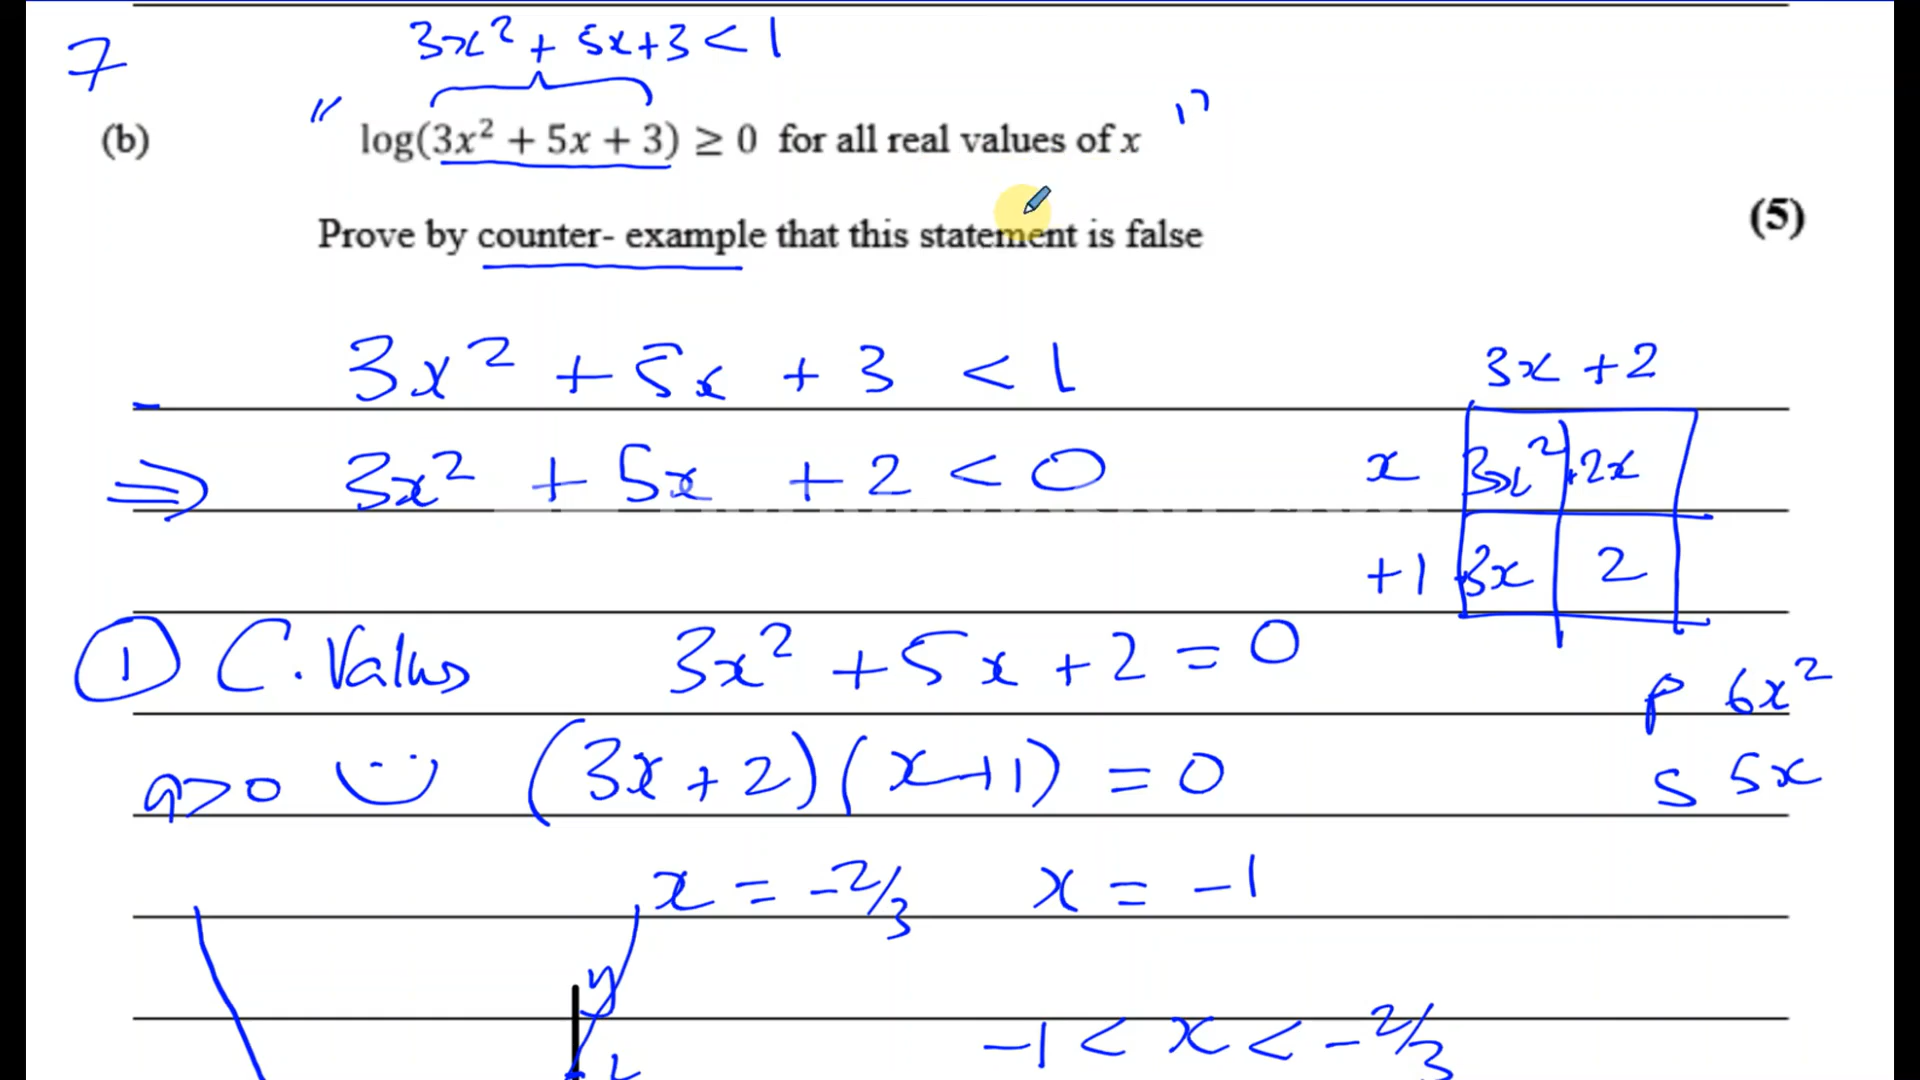 7
3x² + 5x + 3 < 1
(b) " log(3x² + 5x + 3) ≥ 0 for all real values of x "
Prove by counter- example that this statement is false
(5)
3x² + 5x + 3 < 1
⇒ 3x² + 5x + 2 < 0
3x + 2
x 3x² +2x
+1 3x 2
① C. Values 3x² + 5x + 2 = 0
P 6x²
a>0 (3x + 2)(x+1) = 0
S 5x
x = -2/3 x = -1
y
-1 < x < -2/3